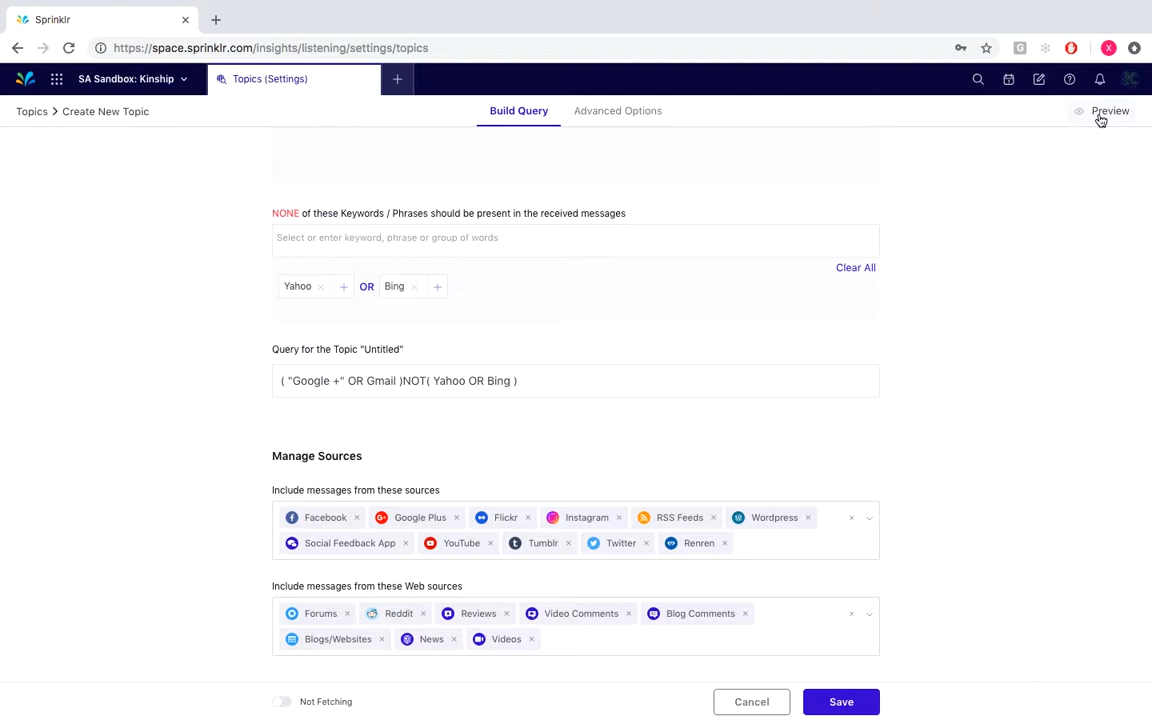 Sprinklr
https://space.sprinklr.com/insights/listening/settings/topics
SA Sandbox: Kinship
Topics (Settings)
Topics > Create New Topic
Build Query
Advanced Options
Preview
NONE of these Keywords / Phrases should be present in the received messages
Select or enter keyword, phrase or group of words
Clear All
Yahoo × + OR Bing × +
Query for the Topic "Untitled"
( "Google +" OR Gmail )NOT( Yahoo OR Bing )
Manage Sources
Include messages from these sources
Facebook × Google Plus × Flickr × Instagram × RSS Feeds × Wordpress ×
Social Feedback App × YouTube × Tumblr × Twitter × Renren ×
Include messages from these Web sources
Forums × Reddit × Reviews × Video Comments × Blog Comments ×
Blogs/Websites × News × Videos ×
Not Fetching
Cancel
Save